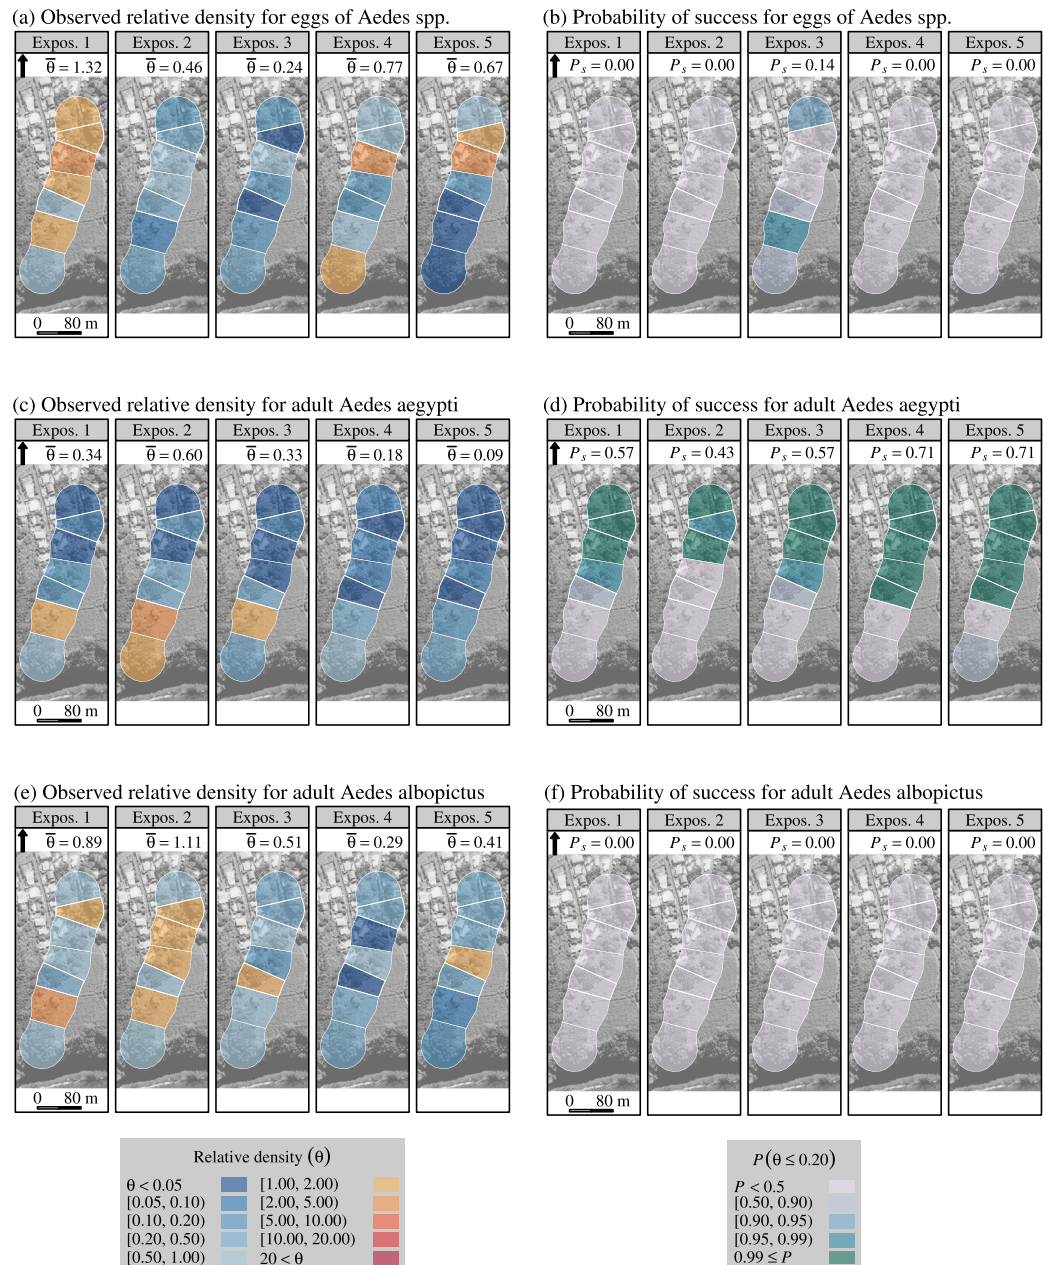 (a) Observed relative density for eggs of Aedes spp.
Expos. 1 Expos. 2 Expos. 3 Expos. 4 Expos. 5
θ̅ = 1.32 θ̅ = 0.46 θ̅ = 0.24 θ̅ = 0.77 θ̅ = 0.67
0 80 m
(b) Probability of success for eggs of Aedes spp.
Expos. 1 Expos. 2 Expos. 3 Expos. 4 Expos. 5
Pₛ = 0.00 Pₛ = 0.00 Pₛ = 0.14 Pₛ = 0.00 Pₛ = 0.00
0 80 m
(c) Observed relative density for adult Aedes aegypti
Expos. 1 Expos. 2 Expos. 3 Expos. 4 Expos. 5
θ̅ = 0.34 θ̅ = 0.60 θ̅ = 0.33 θ̅ = 0.18 θ̅ = 0.09
0 80 m
(d) Probability of success for adult Aedes aegypti
Expos. 1 Expos. 2 Expos. 3 Expos. 4 Expos. 5
Pₛ = 0.57 Pₛ = 0.43 Pₛ = 0.57 Pₛ = 0.71 Pₛ = 0.71
0 80 m
(e) Observed relative density for adult Aedes albopictus
Expos. 1 Expos. 2 Expos. 3 Expos. 4 Expos. 5
θ̅ = 0.89 θ̅ = 1.11 θ̅ = 0.51 θ̅ = 0.29 θ̅ = 0.41
0 80 m
(f) Probability of success for adult Aedes albopictus
Expos. 1 Expos. 2 Expos. 3 Expos. 4 Expos. 5
Pₛ = 0.00 Pₛ = 0.00 Pₛ = 0.00 Pₛ = 0.00 Pₛ = 0.00
0 80 m
Relative density (θ)
θ < 0.05 [1.00, 2.00)
[0.05, 0.10) [2.00, 5.00)
[0.10, 0.20) [5.00, 10.00)
[0.20, 0.50) [10.00, 20.00)
[0.50, 1.00) 20 < θ
P(θ ≤ 0.20)
P < 0.5
[0.50, 0.90)
[0.90, 0.95)
[0.95, 0.99)
0.99 ≤ P